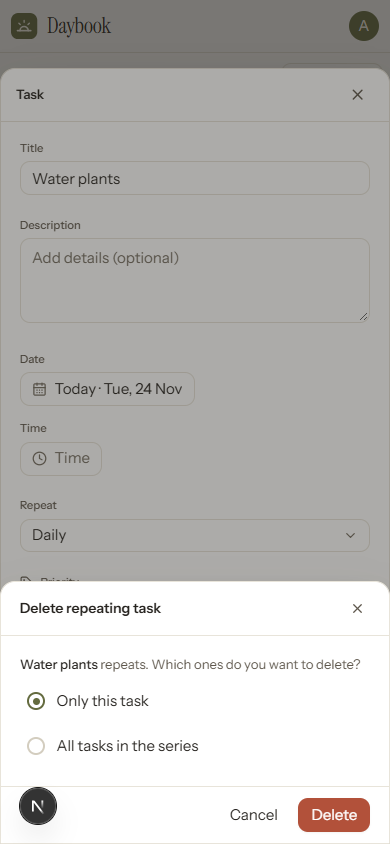 Daybook
A
Task
Title
Water plants
Description
Add details (optional)
Date
Today · Tue, 24 Nov
Time
Time
Repeat
Daily
Priority
Delete repeating task
Water plants repeats. Which ones do you want to delete?
Only this task
All tasks in the series
N
Cancel
Delete